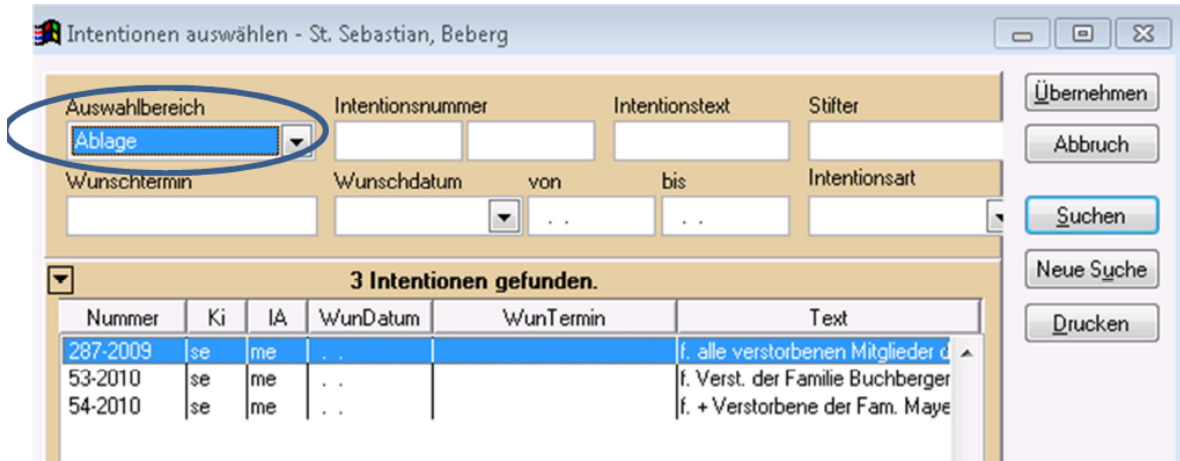 Intentionen auswählen - St. Sebastian, Beberg
Auswahlbereich Intentionsnummer Intentionstext Stifter
Ablage
Wunschtermin Wunschdatum von bis Intentionsart
. . . .
Übernehmen
Abbruch
Suchen
Neue Suche
Drucken
3 Intentionen gefunden.
Nummer Ki IA WunDatum WunTermin Text
287-2009 se me . . f. alle verstorbenen Mitglieder d
53-2010 se me . . f. Verst. der Familie Buchberger
54-2010 se me . . f. + Verstorbene der Fam. Maye